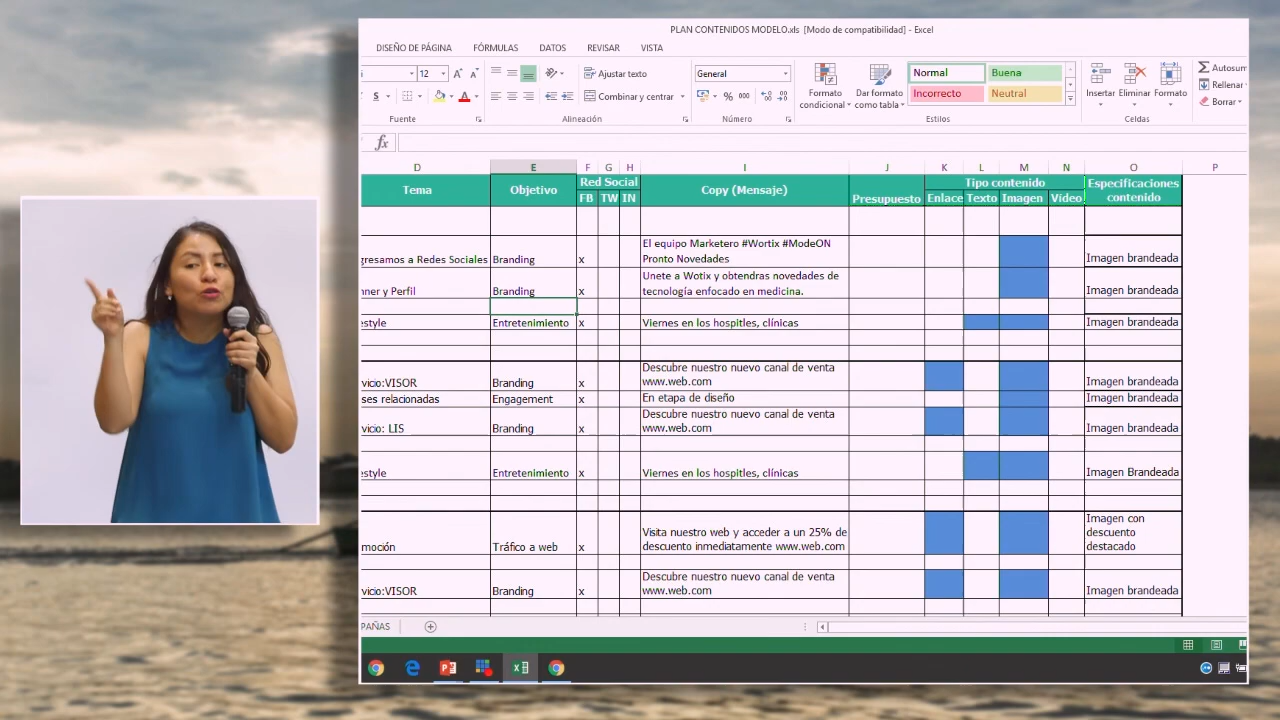 PLAN CONTENIDOS MODELO.xls [Modo de compatibilidad] - Excel
DISEÑO DE PÁGINA FÓRMULAS DATOS REVISAR VISTA
12 A A Ajustar texto General Normal Buena Autosum
S A Combinar y centrar % 000 Formato condicional Dar formato como tabla Incorrecto Neutral Insertar Eliminar Formato Rellenar
Borrar
Fuente Alineación Número Estilos Celdas
fx
D E F G H I J K L M N O P
Tema Objetivo Red Social Copy (Mensaje) Presupuesto Tipo contenido Especificaciones contenido
FB TW IN Enlace Texto Imagen Vídeo
El equipo Marketero #Wortix #ModeON
gresamos a Redes Sociales Branding x Pronto Novedades Imagen brandeada
Unete a Wotix y obtendras novedades de
nner y Perfil Branding x tecnología enfocado en medicina. Imagen brandeada
estyle Entretenimiento x Viernes en los hospitles, clínicas Imagen brandeada
Descubre nuestro nuevo canal de venta
vicio:VISOR Branding x www.web.com Imagen brandeada
ses relacionadas Engagement x En etapa de diseño Imagen brandeada
Descubre nuestro nuevo canal de venta
vicio: LIS Branding x www.web.com Imagen brandeada
estyle Entretenimiento x Viernes en los hospitles, clínicas Imagen Brandeada
Imagen con
Visita nuestro web y acceder a un 25% de descuento
moción Tráfico a web x descuento inmediatamente www.web.com destacado
Descubre nuestro nuevo canal de venta
vicio:VISOR Branding x www.web.com Imagen brandeada
PAÑAS